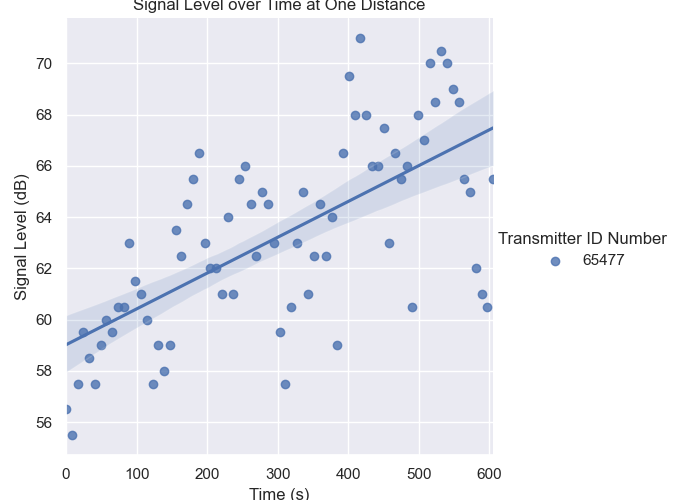 Signal Level over Time at One Distance
Signal Level (dB)
70
68
66
64
62
60
58
56
0 100 200 300 400 500 600
Time (s)
Transmitter ID Number
65477